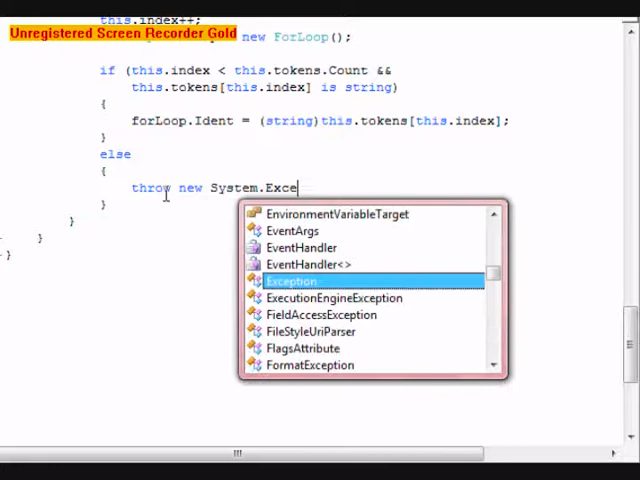 this.index++;
Unregistered Screen Recorder Gold
new ForLoop();
if (this.index < this.tokens.Count &&
this.tokens[this.index] is string)
{
forLoop.Ident = (string)this.tokens[this.index];
}
else
{
throw new System.Exce
}
}
}
}
EnvironmentVariableTarget
EventArgs
EventHandler
EventHandler<>
Exception
ExecutionEngineException
FieldAccessException
FileStyleUriParser
FlagsAttribute
FormatException